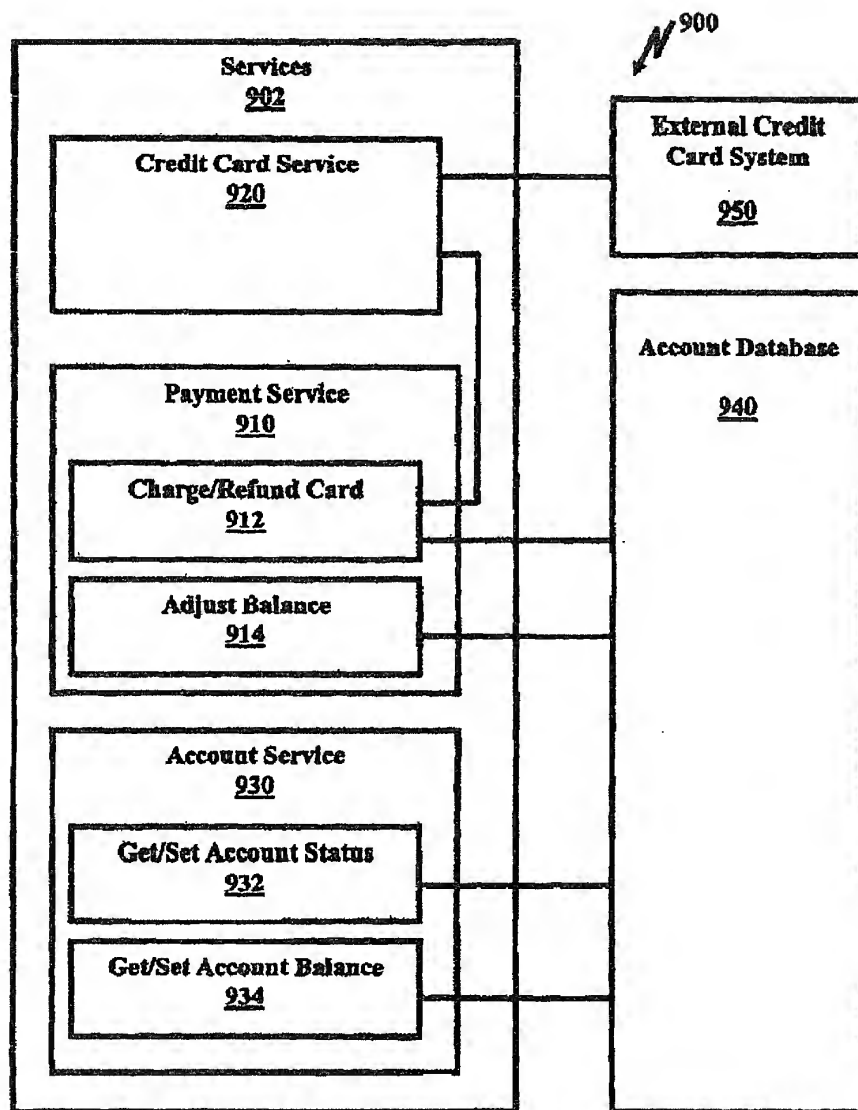 900
Services
902
Credit Card Service
920
External Credit
Card System
950
Account Database
940
Payment Service
910
Charge/Refund Card
912
Adjust Balance
914
Account Service
930
Get/Set Account Status
932
Get/Set Account Balance
934